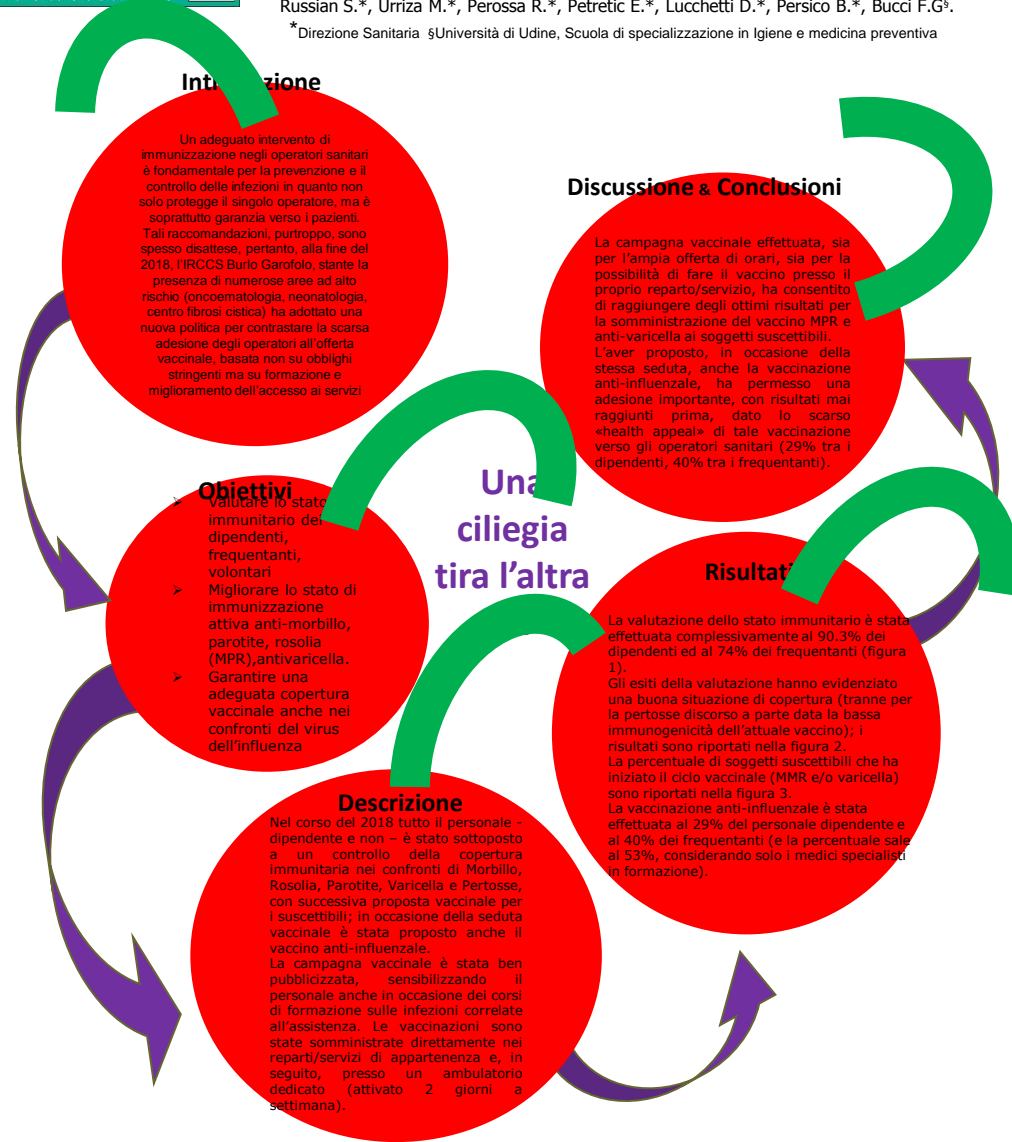 Russian S.*, Urriza M.*, Perossa R.*, Petretic E.*, Lucchetti D.*, Persico B.*, Bucci F.G§.
*Direzione Sanitaria §Università di Udine, Scuola di specializzazione in Igiene e medicina preventiva
Introduzione
Un adeguato intervento di
immunizzazione negli operatori sanitari
è fondamentale per la prevenzione e il
controllo delle infezioni in quanto non
solo protegge il singolo operatore, ma è
soprattutto garanzia verso i pazienti.
Tali raccomandazioni, purtroppo, sono
spesso disattese, pertanto, alla fine del
2018, l'IRCCS Burlo Garofolo, stante la
presenza di numerose aree ad alto
rischio (oncoematologia, neonatologia,
centro fibrosi cistica) ha adottato una
nuova politica per contrastare la scarsa
adesione degli operatori all'offerta
vaccinale, basata non su obblighi
stringenti ma su formazione e
miglioramento dell'accesso ai servizi
Obiettivi
➢ Valutare lo stato
immunitario dei
dipendenti,
frequentanti,
volontari
➢ Migliorare lo stato di
immunizzazione
attiva anti-morbillo,
parotite, rosolia
(MPR),antivaricella.
➢ Garantire una
adeguata copertura
vaccinale anche nei
confronti del virus
dell'influenza
Una
ciliegia
tira l'altra
Descrizione
Nel corso del 2018 tutto il personale -
dipendente e non – è stato sottoposto
a un controllo della copertura
immunitaria nei confronti di Morbillo,
Rosolia, Parotite, Varicella e Pertosse,
con successiva proposta vaccinale per
i suscettibili; in occasione della seduta
vaccinale è stata proposto anche il
vaccino anti-influenzale.
La campagna vaccinale è stata ben
pubblicizzata, sensibilizzando il
personale anche in occasione dei corsi
di formazione sulle infezioni correlate
all'assistenza. Le vaccinazioni sono
state somministrate direttamente nei
reparti/servizi di appartenenza e, in
seguito, presso un ambulatorio
dedicato (attivato 2 giorni a
settimana).
Risultati
La valutazione dello stato immunitario è stata
effettuata complessivamente al 90.3% dei
dipendenti ed al 74% dei frequentanti (figura
1).
Gli esiti della valutazione hanno evidenziato
una buona situazione di copertura (tranne per
la pertosse discorso a parte data la bassa
immunogenicità dell'attuale vaccino); i
risultati sono riportati nella figura 2.
La percentuale di soggetti suscettibili che ha
iniziato il ciclo vaccinale (MMR e/o varicella)
sono riportati nella figura 3.
La vaccinazione anti-influenzale è stata
effettuata al 29% del personale dipendente e
al 40% dei frequentanti (e la percentuale sale
al 53%, considerando solo i medici specialisti
in formazione).
Discussione & Conclusioni
La campagna vaccinale effettuata, sia
per l'ampia offerta di orari, sia per la
possibilità di fare il vaccino presso il
proprio reparto/servizio, ha consentito
di raggiungere degli ottimi risultati per
la somministrazione del vaccino MPR e
anti-varicella ai soggetti suscettibili.
L'aver proposto, in occasione della
stessa seduta, anche la vaccinazione
anti-influenzale, ha permesso una
adesione importante, con risultati mai
raggiunti prima, dato lo scarso
«health appeal» di tale vaccinazione
verso gli operatori sanitari (29% tra i
dipendenti, 40% tra i frequentanti).